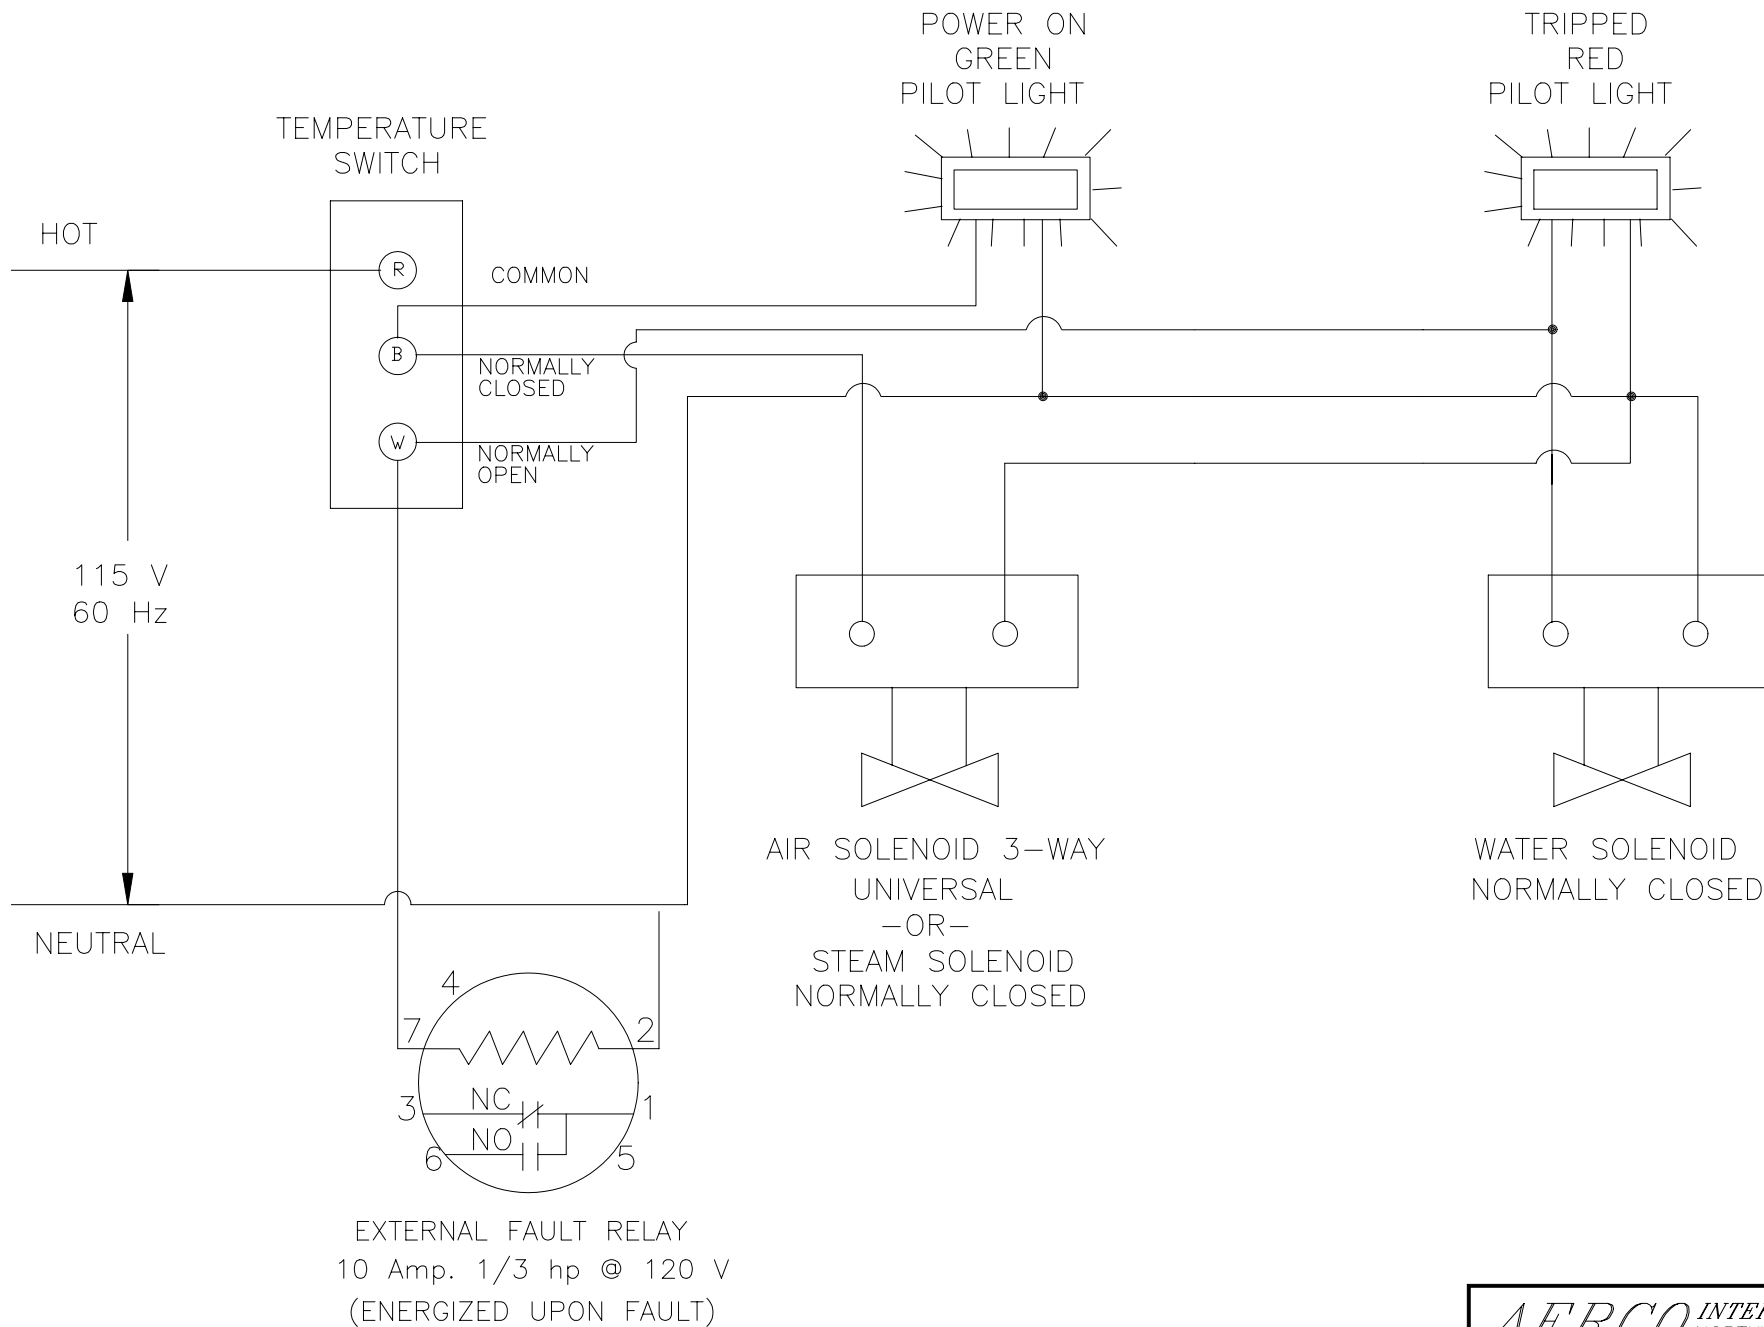 POWER ON
GREEN
PILOT LIGHT
TRIPPED
RED
PILOT LIGHT
TEMPERATURE
SWITCH
HOT
R
COMMON
B
NORMALLY
CLOSED
W
NORMALLY
OPEN
115 V
60 Hz
NEUTRAL
AIR SOLENOID 3-WAY
UNIVERSAL
-OR-
STEAM SOLENOID
NORMALLY CLOSED
WATER SOLENOID
NORMALLY CLOSED
4
7
2
3
NC
1
NO
6
5
EXTERNAL FAULT RELAY
10 Amp. 1/3 hp @ 120 V
(ENERGIZED UPON FAULT)
AERCO